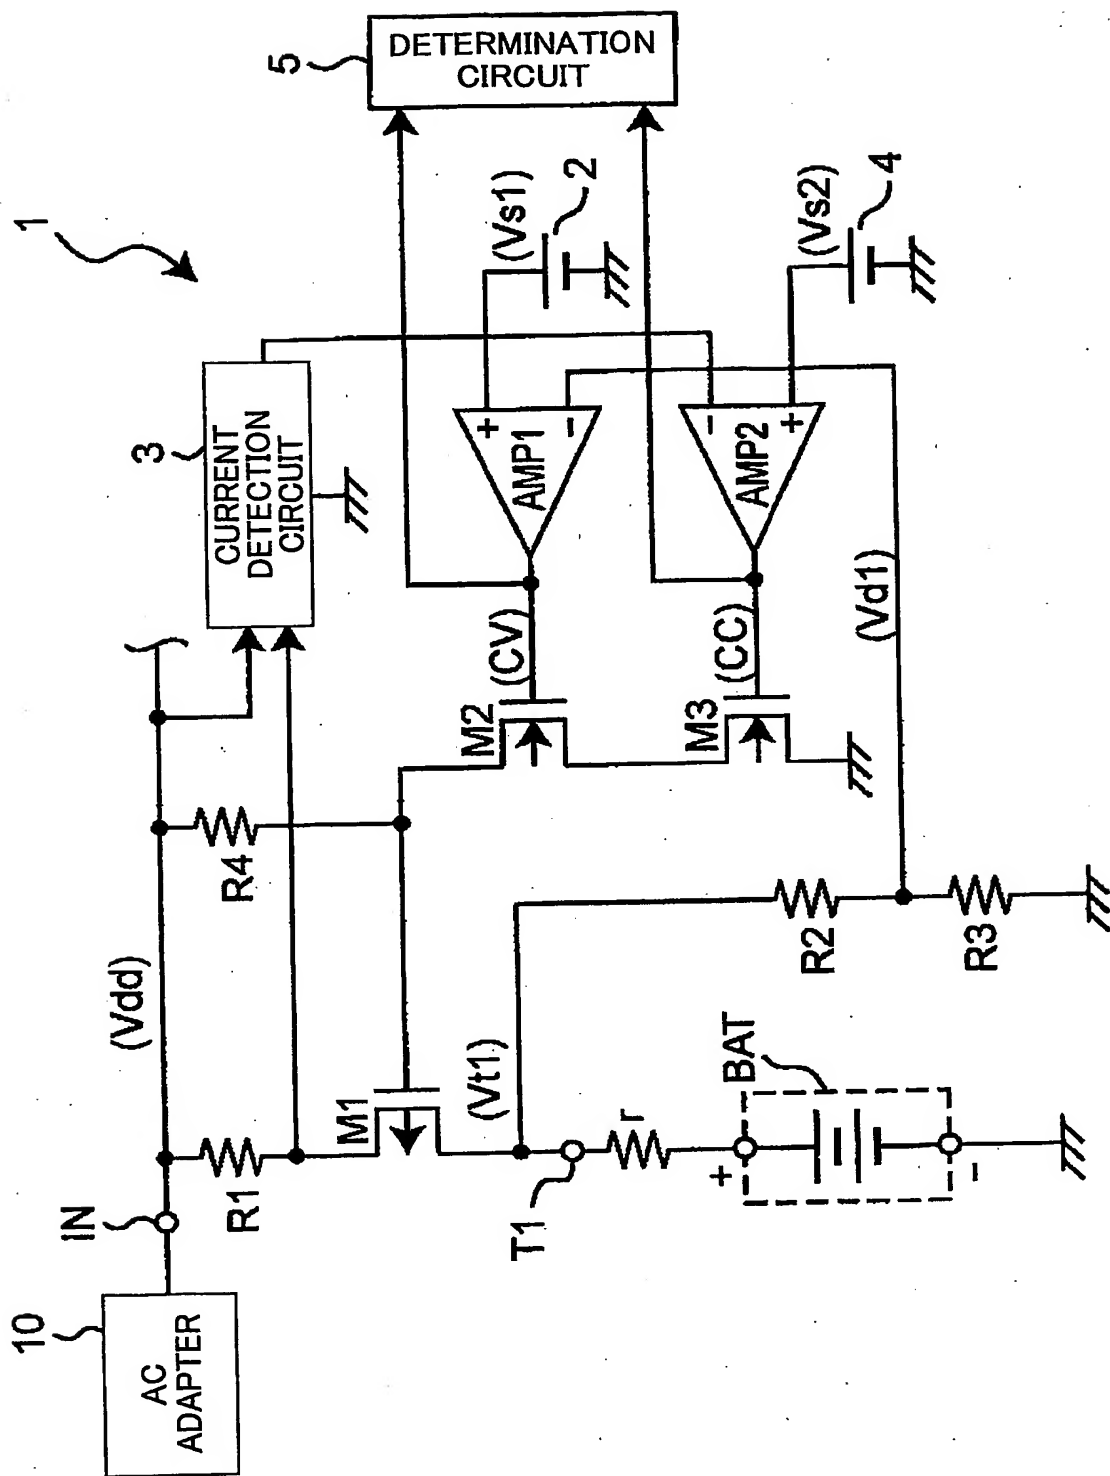 1
10
AC
ADAPTER
IN
(Vdd)
R1
R4
3
CURRENT
DETECTION
CIRCUIT
5
DETERMINATION
CIRCUIT
M1
(Vt1)
T1
r
+
BAT
-
M2
(CV)
AMP1
+
-
(Vs1)
2
M3
(CC)
AMP2
-
+
(Vs2)
4
(Vd1)
R2
R3